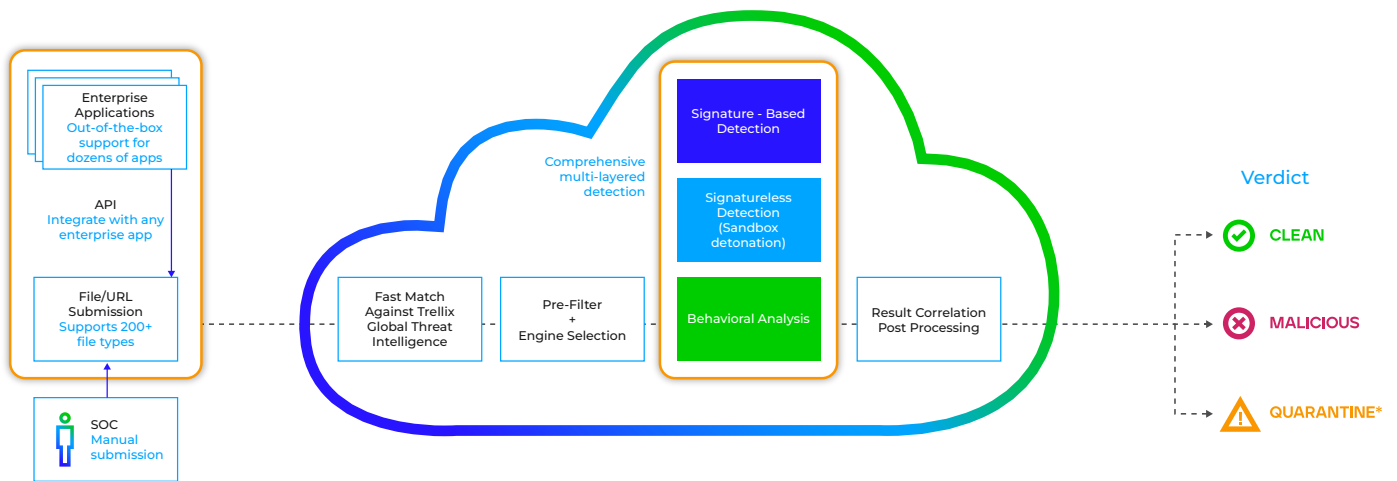 Enterprise
Applications
Out-of-the-box
support for
dozens of apps
API
Integrate with any
enterprise app
File/URL
Submission
Supports 200+
file types
SOC
Manual
submission
Comprehensive
multi-layered
detection
Fast Match
Against Trellix
Global Threat
Intelligence
Pre-Filter
+
Engine Selection
Signature - Based
Detection
Signatureless
Detection
(Sandbox
detonation)
Behavioral Analysis
Result Correlation
Post Processing
Verdict
CLEAN
MALICIOUS
QUARANTINE*